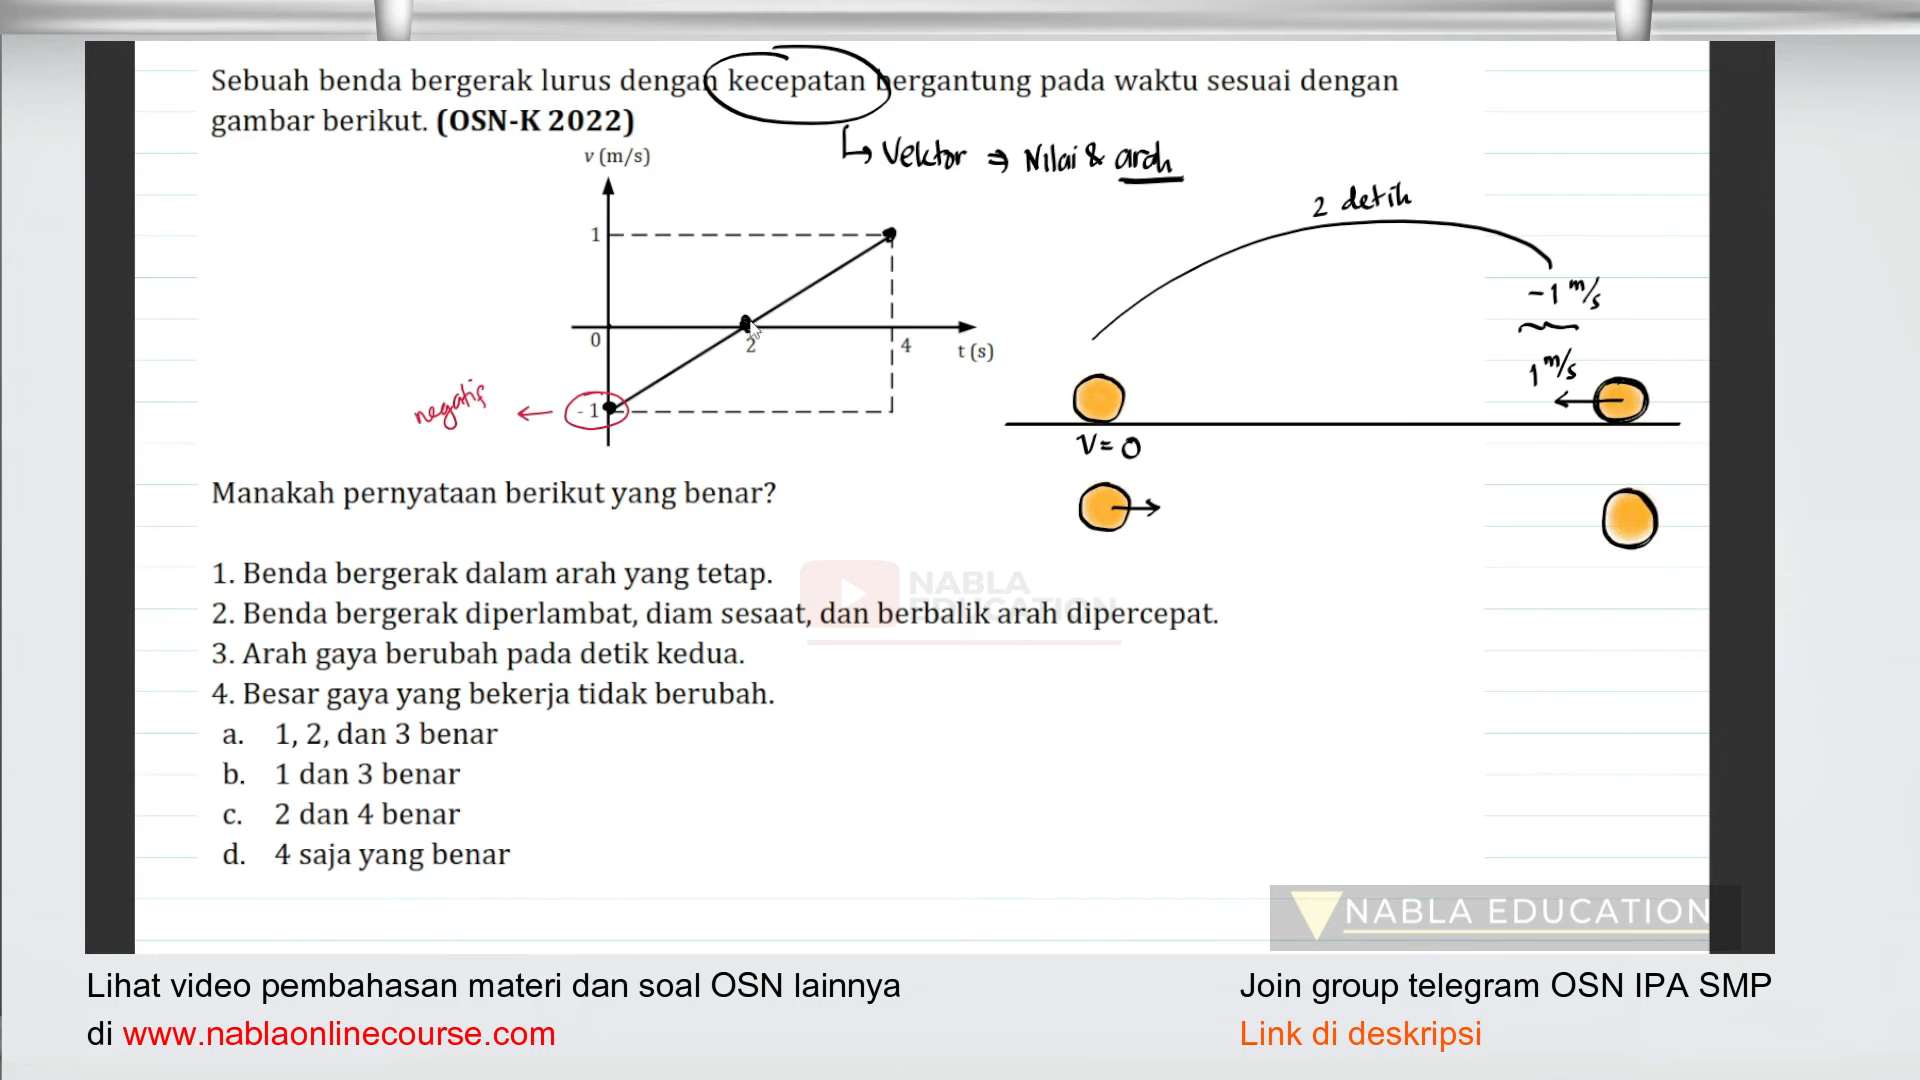 Sebuah benda bergerak lurus dengan kecepatan bergantung pada waktu sesuai dengan
gambar berikut. (OSN-K 2022)
↳ Vektor ⇒ Nilai & arah
v (m/s)
2 detik
1
-1 m/s
0
2
4
t (s)
1 m/s
negatif
- 1
V = 0
Manakah pernyataan berikut yang benar?
1. Benda bergerak dalam arah yang tetap.
NABLA
EDUCATION
2. Benda bergerak diperlambat, diam sesaat, dan berbalik arah dipercepat.
3. Arah gaya berubah pada detik kedua.
4. Besar gaya yang bekerja tidak berubah.
a. 1, 2, dan 3 benar
b. 1 dan 3 benar
c. 2 dan 4 benar
d. 4 saja yang benar
NABLA EDUCATION
Lihat video pembahasan materi dan soal OSN lainnya
di www.nablaonlinecourse.com
Join group telegram OSN IPA SMP
Link di deskripsi